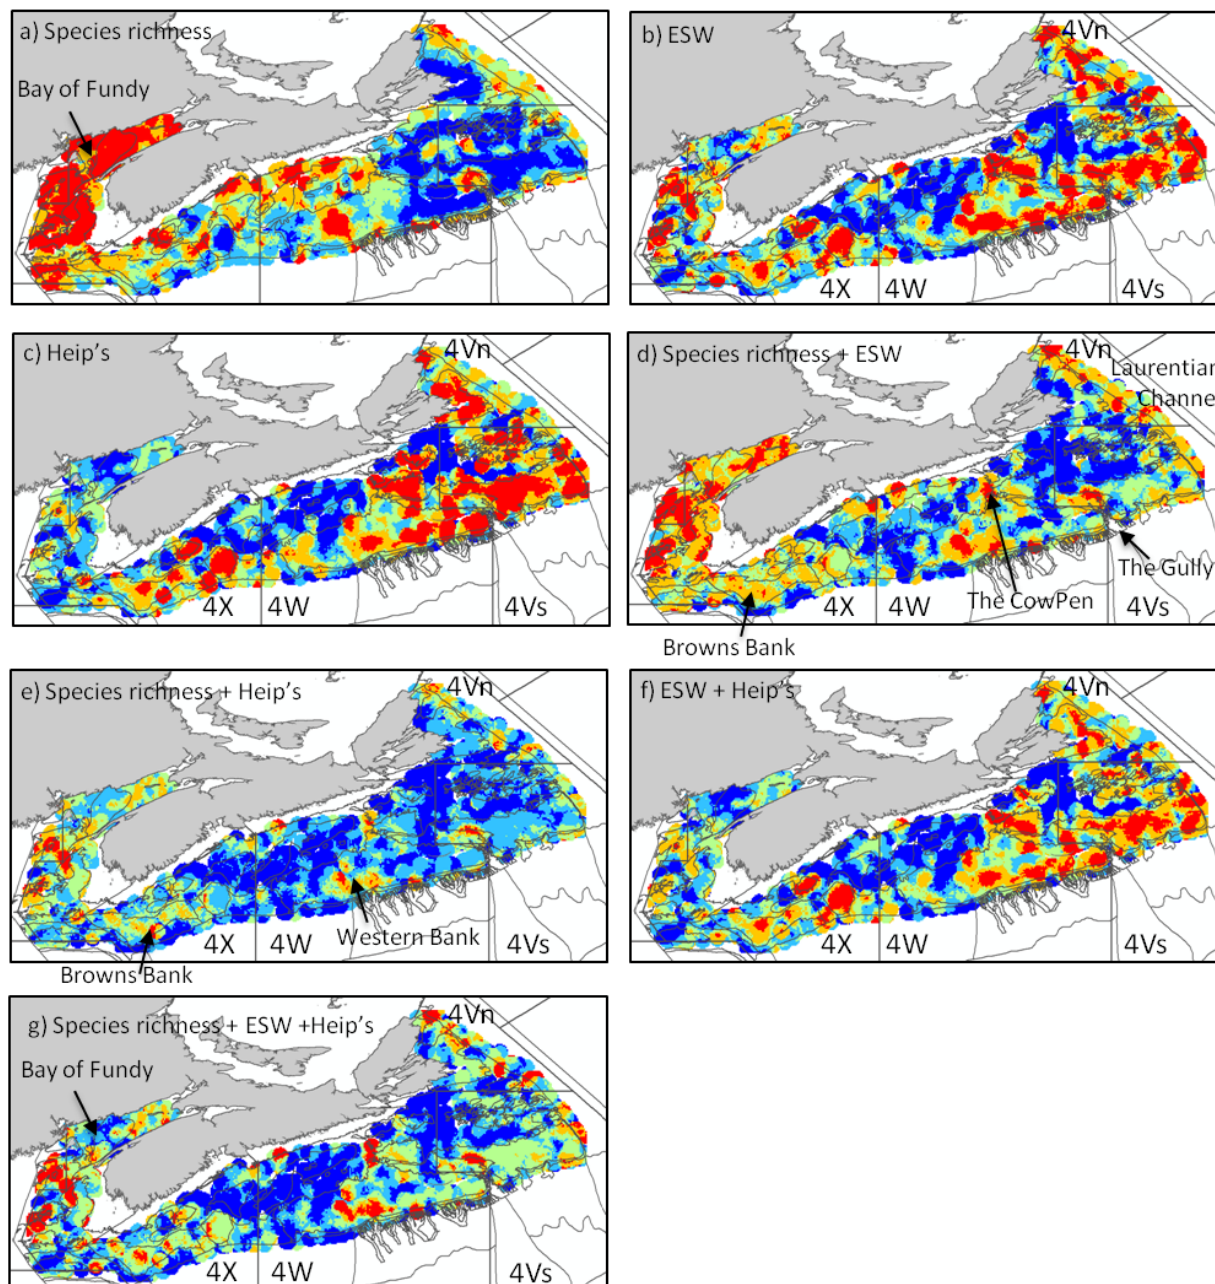 a) Species richness
Bay of Fundy
b) ESW
4Vn
4X
4W
4Vs
c) Heip's
4Vn
4X
4W
4Vs
d) Species richness + ESW
4Vn
Laurentian
Channe
The Gully
The CowPen
4Vs
Browns Bank
e) Species richness + Heip's
4Vn
4X
4W
Western Bank
4Vs
Browns Bank
f) ESW + Heip's
4Vn
4X
4W
4Vs
g) Species richness + ESW +Heip's
4Vn
Bay of Fundy
4X
4W
4Vs